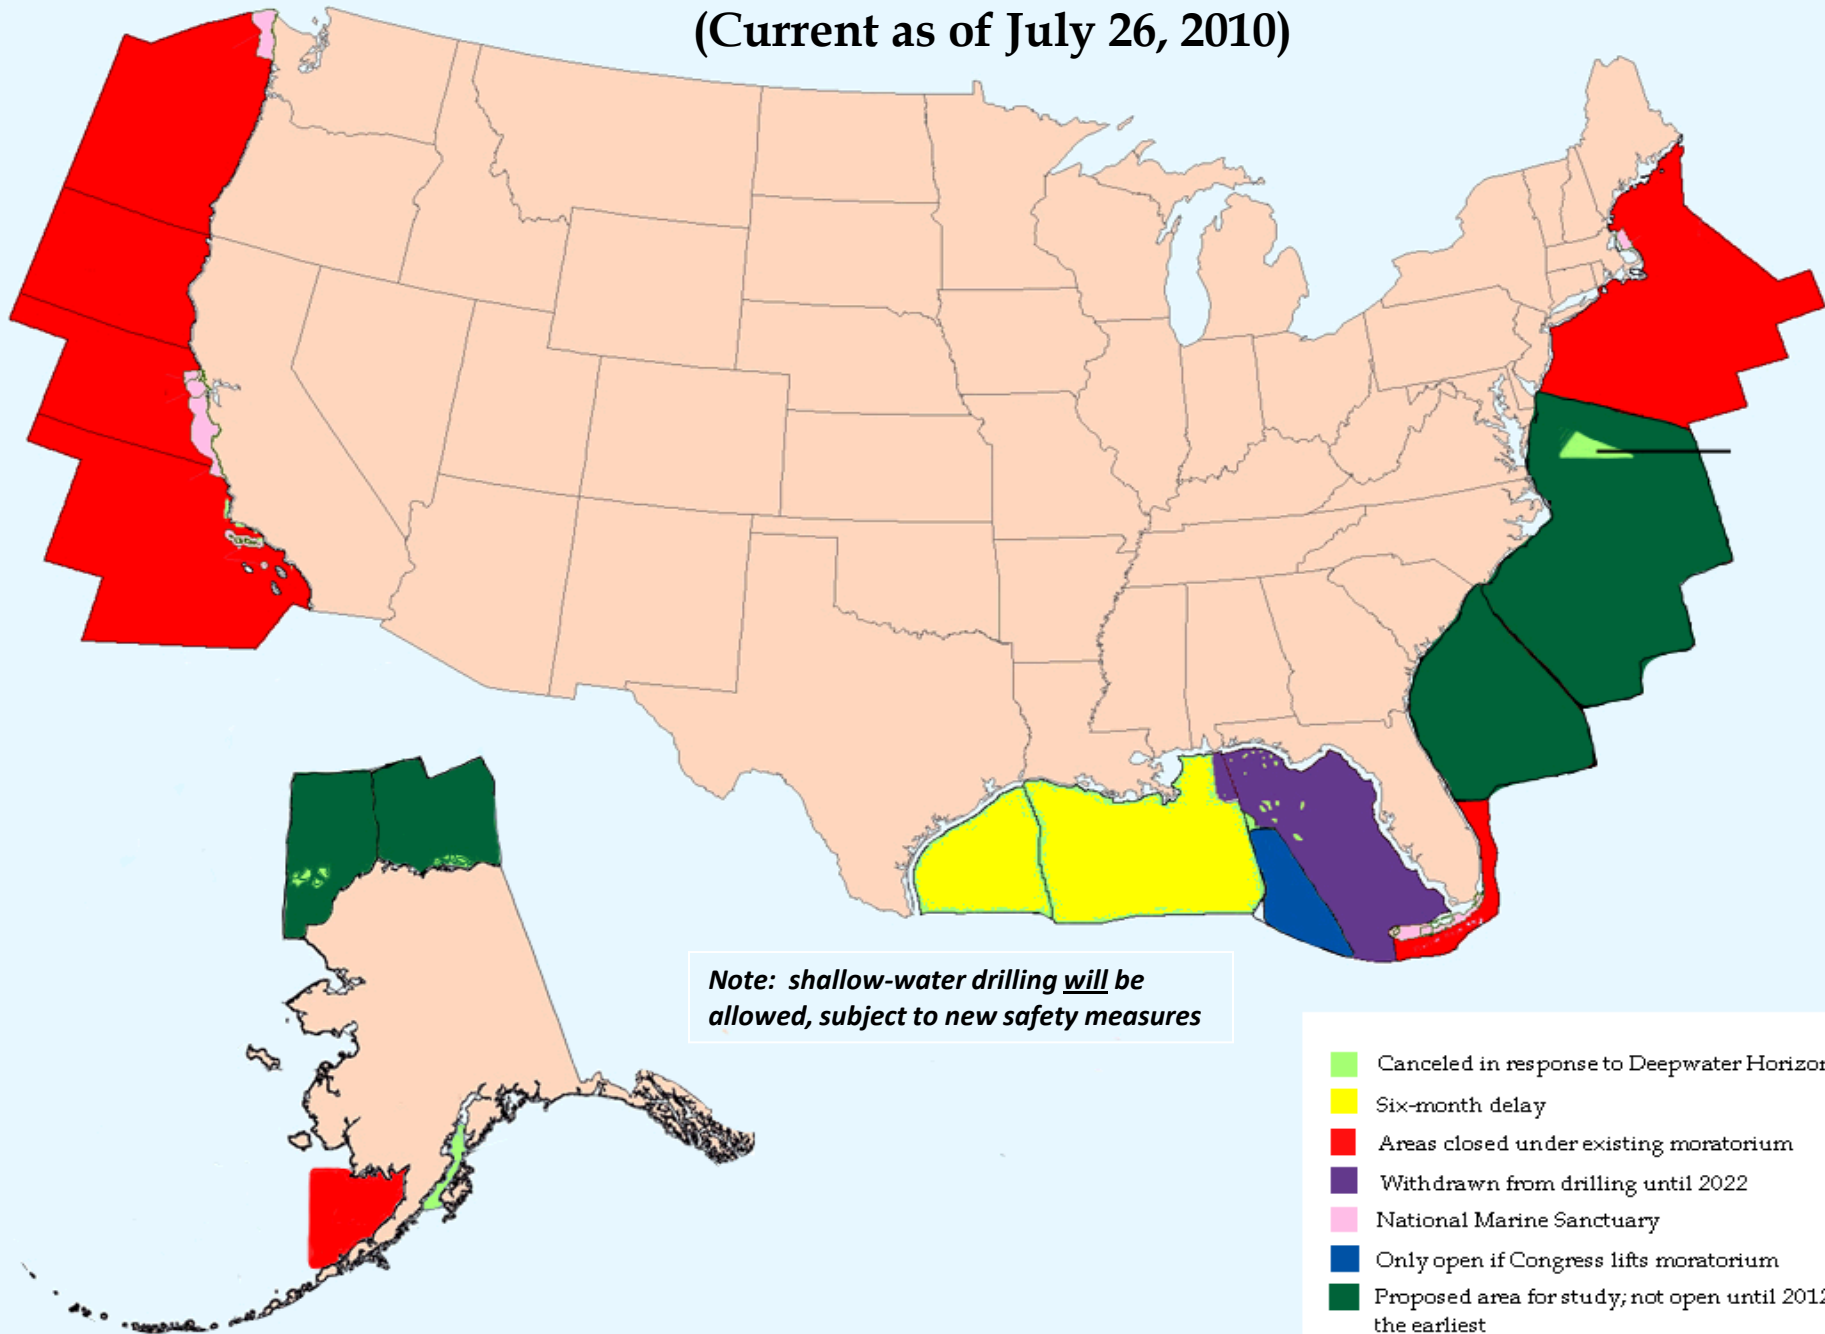 (Current as of July 26, 2010)
Note:  shallow-water drilling will be
allowed, subject to new safety measures
Canceled in response to Deepwater Horizon
Six-month delay
Areas closed under existing moratorium
Withdrawn from drilling until 2022
National Marine Sanctuary
Only open if Congress lifts moratorium
Proposed area for study; not open until 2012
the earliest